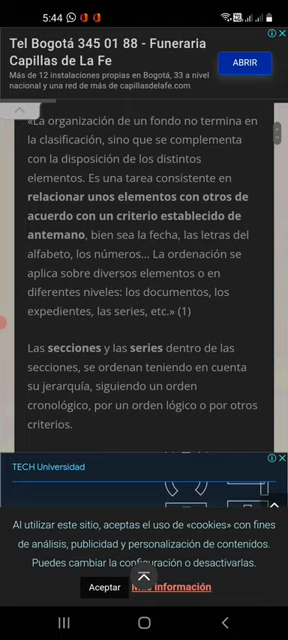 5:44
Tel Bogotá 345 01 88 - Funeraria
Capillas de La Fe
Más de 12 instalaciones propias en Bogotá, 33 a nivel
nacional y una red de más de capillasdelafe.com
ABRIR
«La organización de un fondo no termina en
la clasificación, sino que se complementa
con la disposición de los distintos
elementos. Es una tarea consistente en
relacionar unos elementos con otros de
acuerdo con un criterio establecido de
antemano, bien sea la fecha, las letras del
alfabeto, los números... La ordenación se
aplica sobre diversos elementos o en
diferentes niveles: los documentos, los
expedientes, las series, etc.» (1)
Las secciones y las series dentro de las
secciones, se ordenan teniendo en cuenta
su jerarquía, siguiendo un orden
cronológico, por un orden lógico o por otros
criterios.
TECH Universidad
Al utilizar este sitio, aceptas el uso de «cookies» con fines
de análisis, publicidad y personalización de contenidos.
Puedes cambiar la configuración o desactivarlas.
Aceptar
Más información